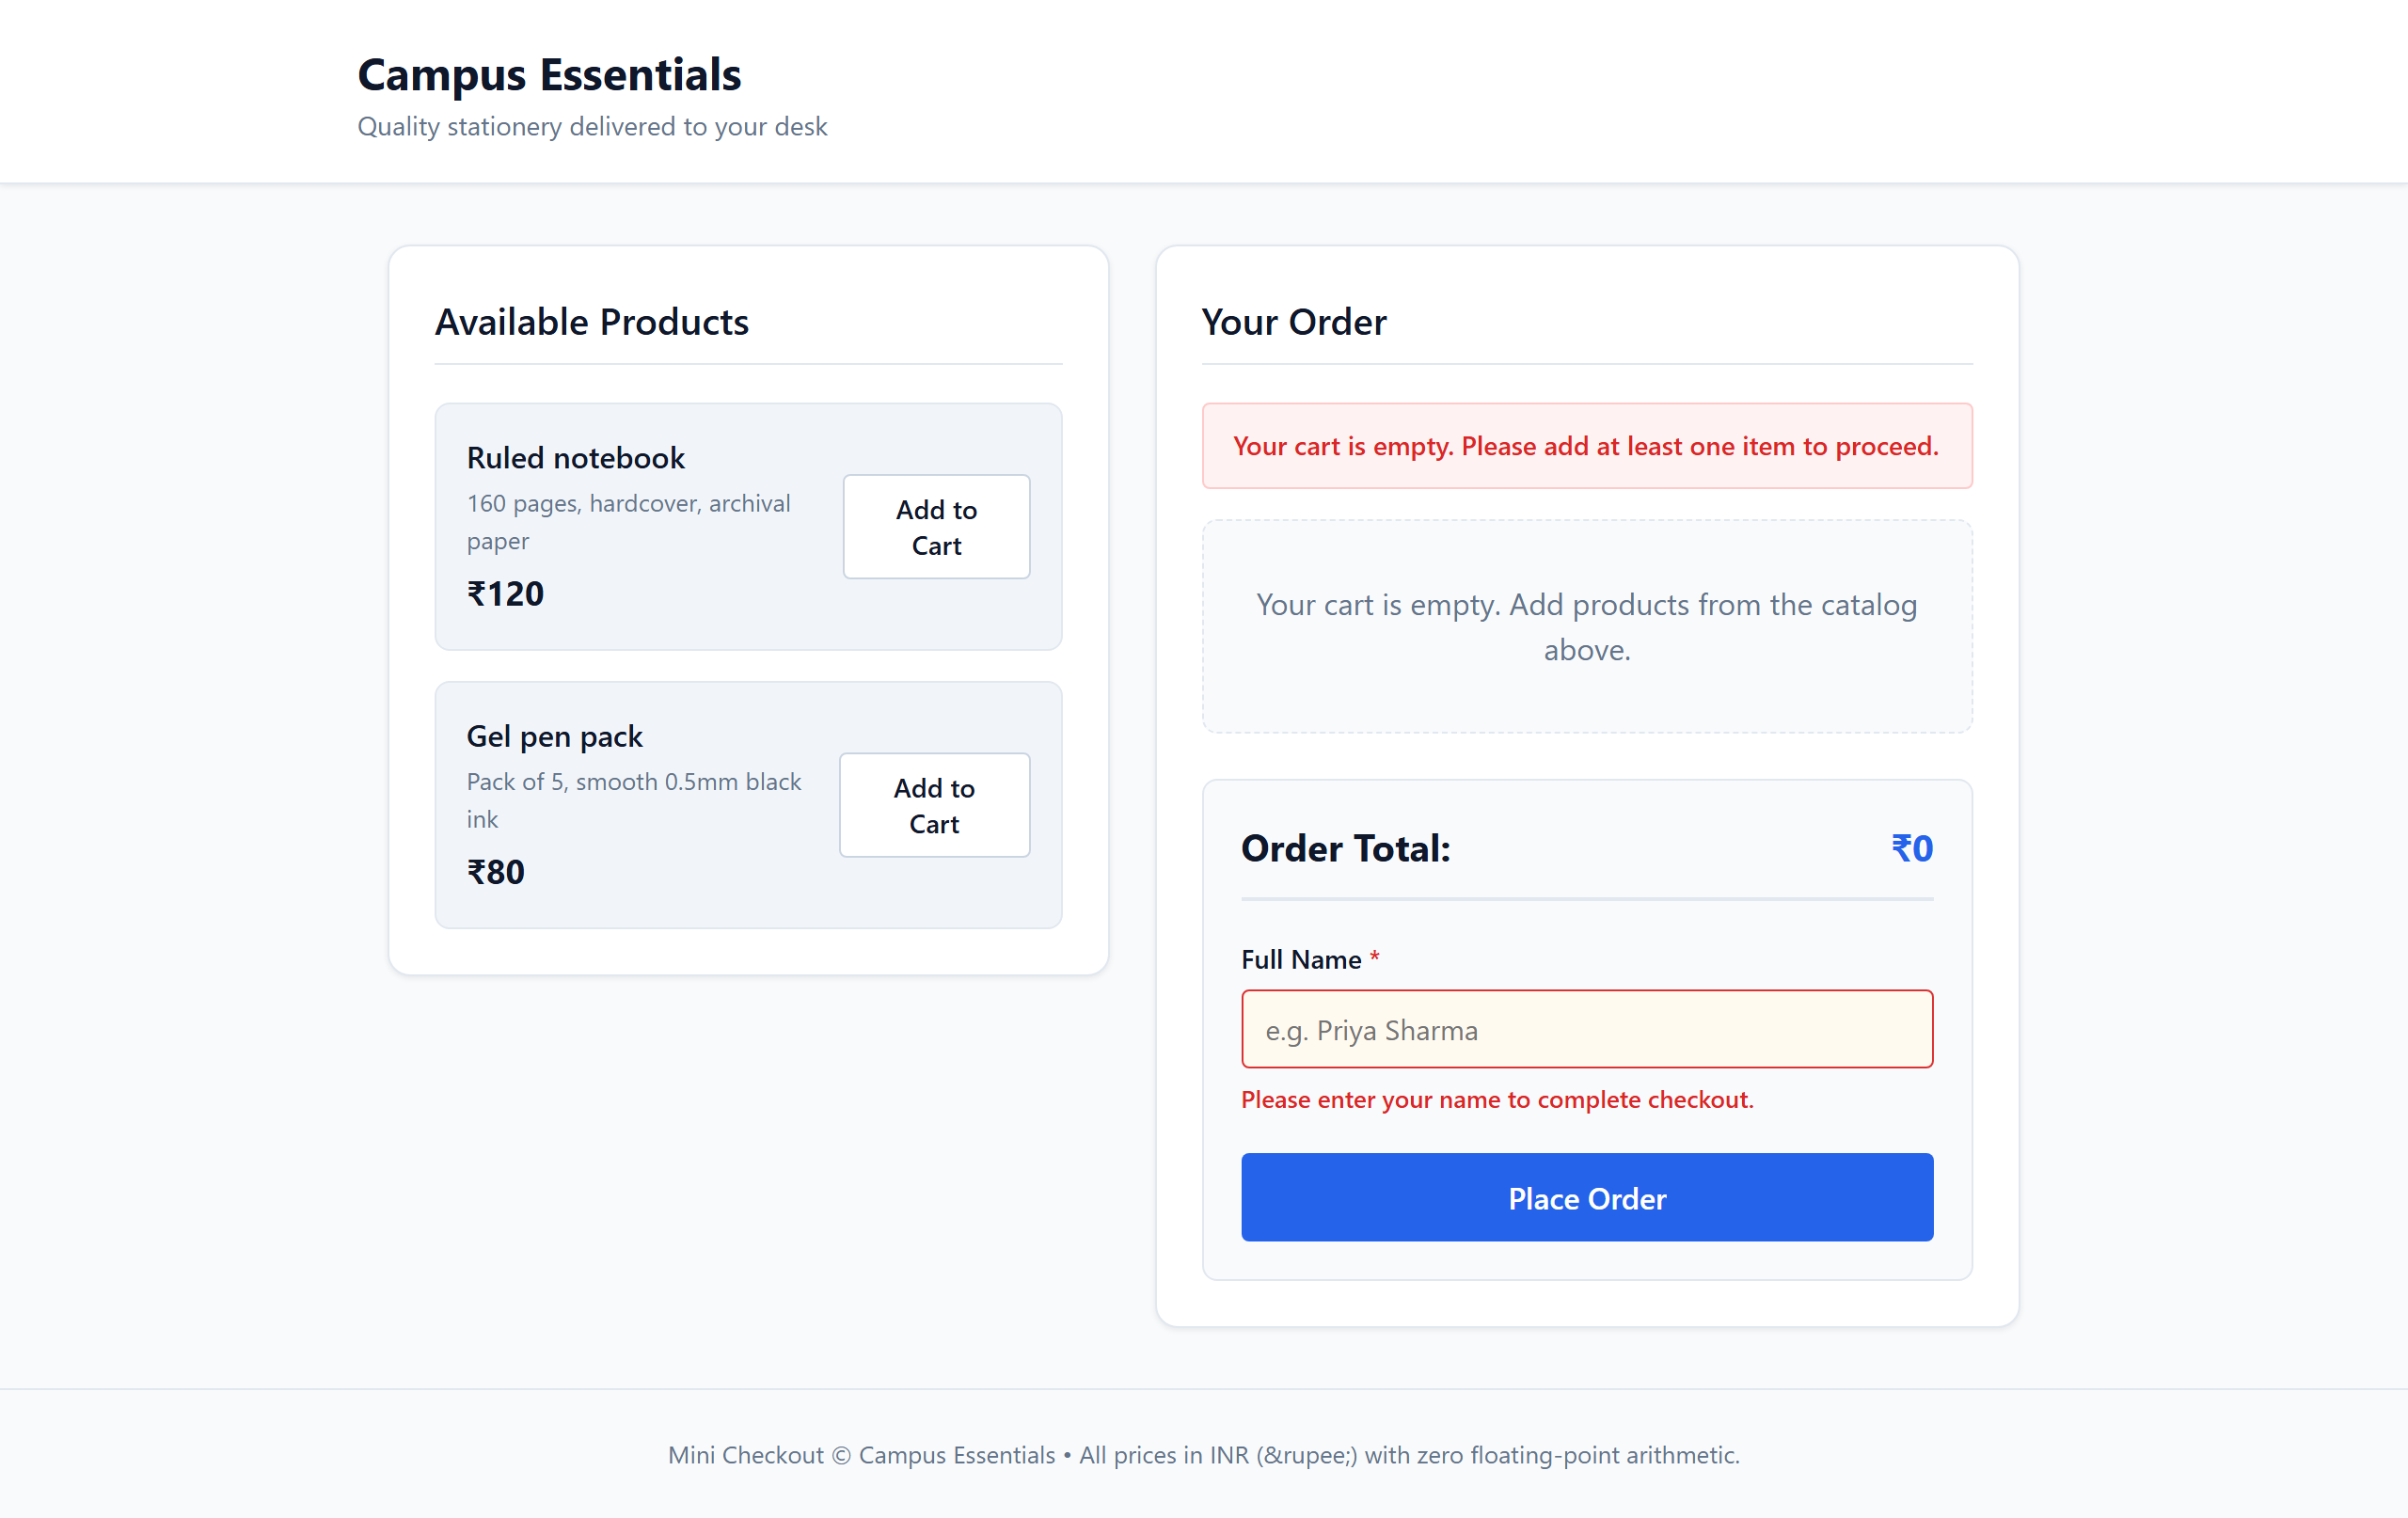 Campus Essentials
Quality stationery delivered to your desk
Available Products
Ruled notebook
160 pages, hardcover, archival
paper
₹120
Add to
Cart
Gel pen pack
Pack of 5, smooth 0.5mm black
ink
₹80
Add to
Cart
Your Order
Your cart is empty. Please add at least one item to proceed.
Your cart is empty. Add products from the catalog
above.
Order Total: ₹0
Full Name *
e.g. Priya Sharma
Please enter your name to complete checkout.
Place Order
Mini Checkout © Campus Essentials • All prices in INR (&rupee;) with zero floating-point arithmetic.